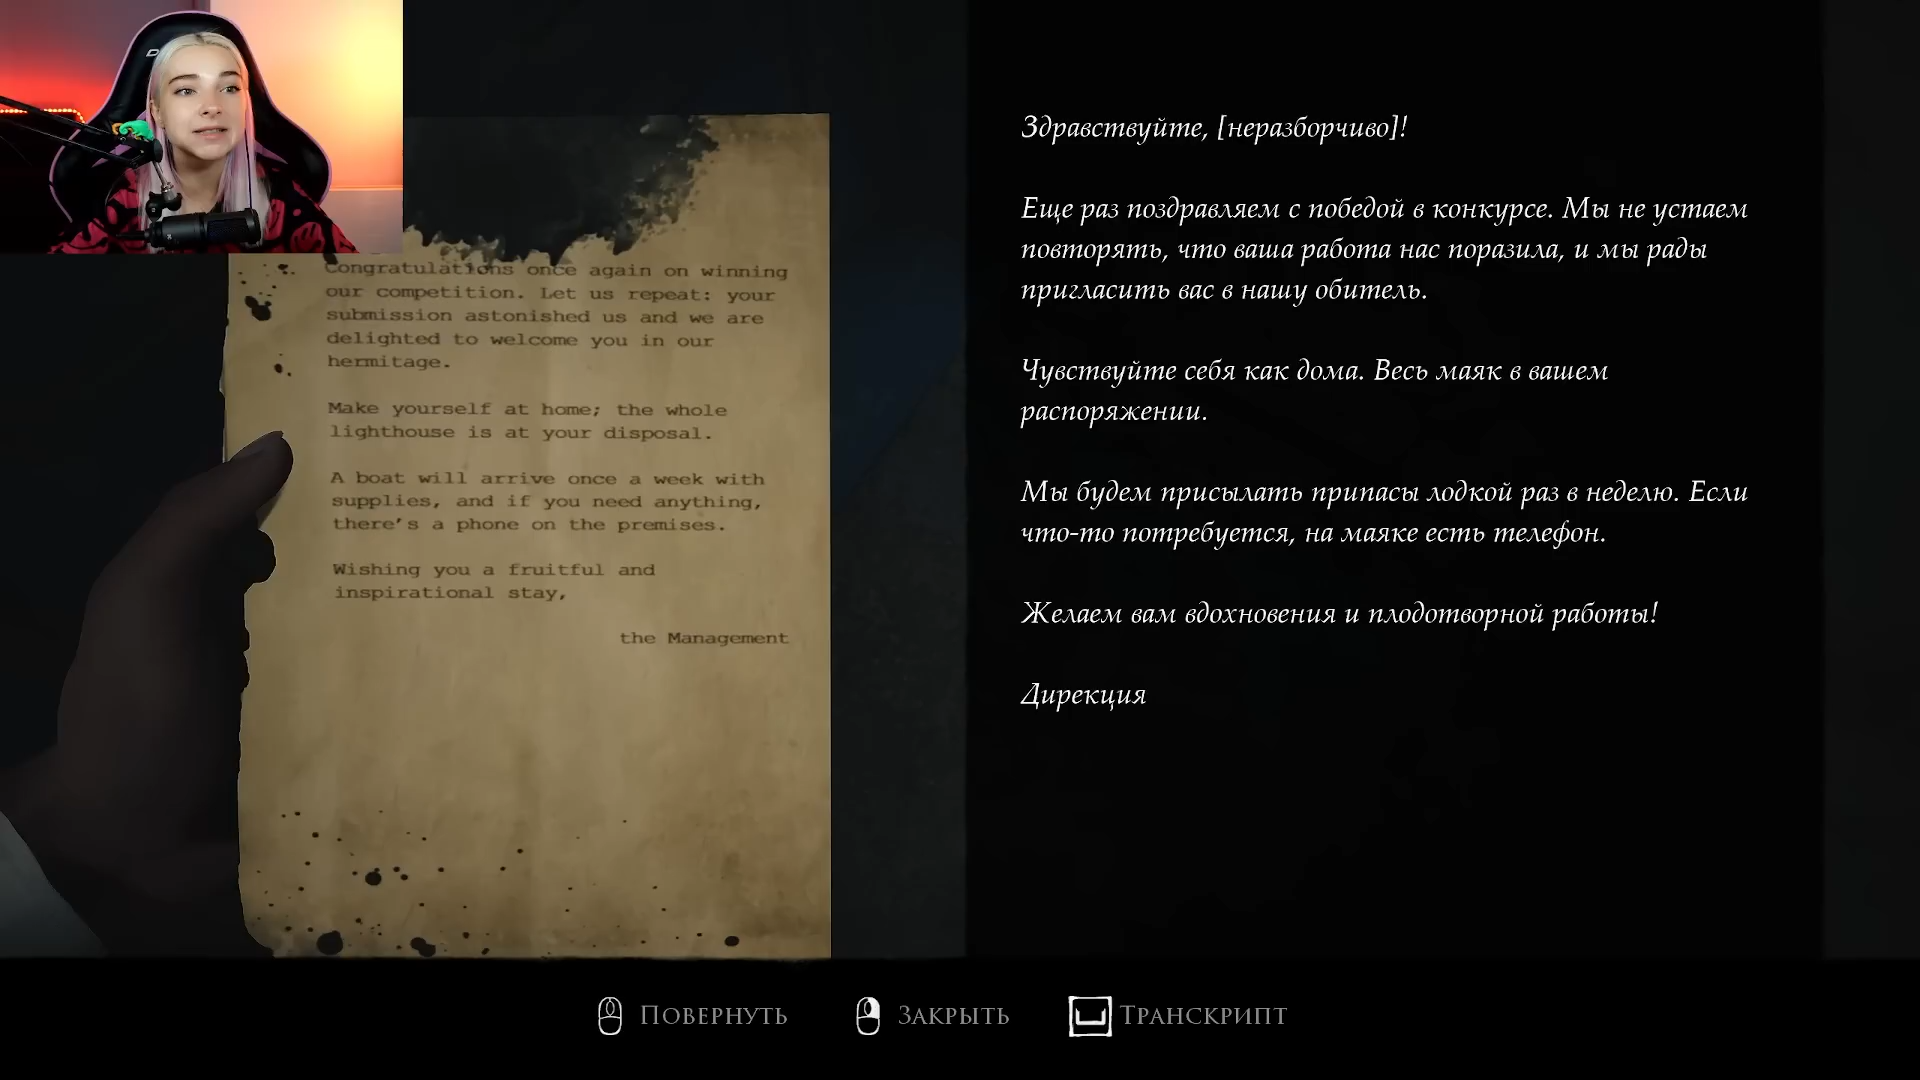 Congratulations once again on winning
our competition. Let us repeat: your
submission astonished us and we are
delighted to welcome you in our
hermitage.
Make yourself at home; the whole
lighthouse is at your disposal.
A boat will arrive once a week with
supplies, and if you need anything,
there's a phone on the premises.
Wishing you a fruitful and
inspirational stay,
the Management
Здравствуйте, [неразборчиво]!
Еще раз поздравляем с победой в конкурсе. Мы не устаем
повторять, что ваша работа нас поразила, и мы рады
пригласить вас в нашу обитель.
Чувствуйте себя как дома. Весь маяк в вашем
распоряжении.
Мы будем присылать припасы лодкой раз в неделю. Если
что-то потребуется, на маяке есть телефон.
Желаем вам вдохновения и плодотворной работы!
Дирекция
Повернуть
Закрыть
Транскрипт